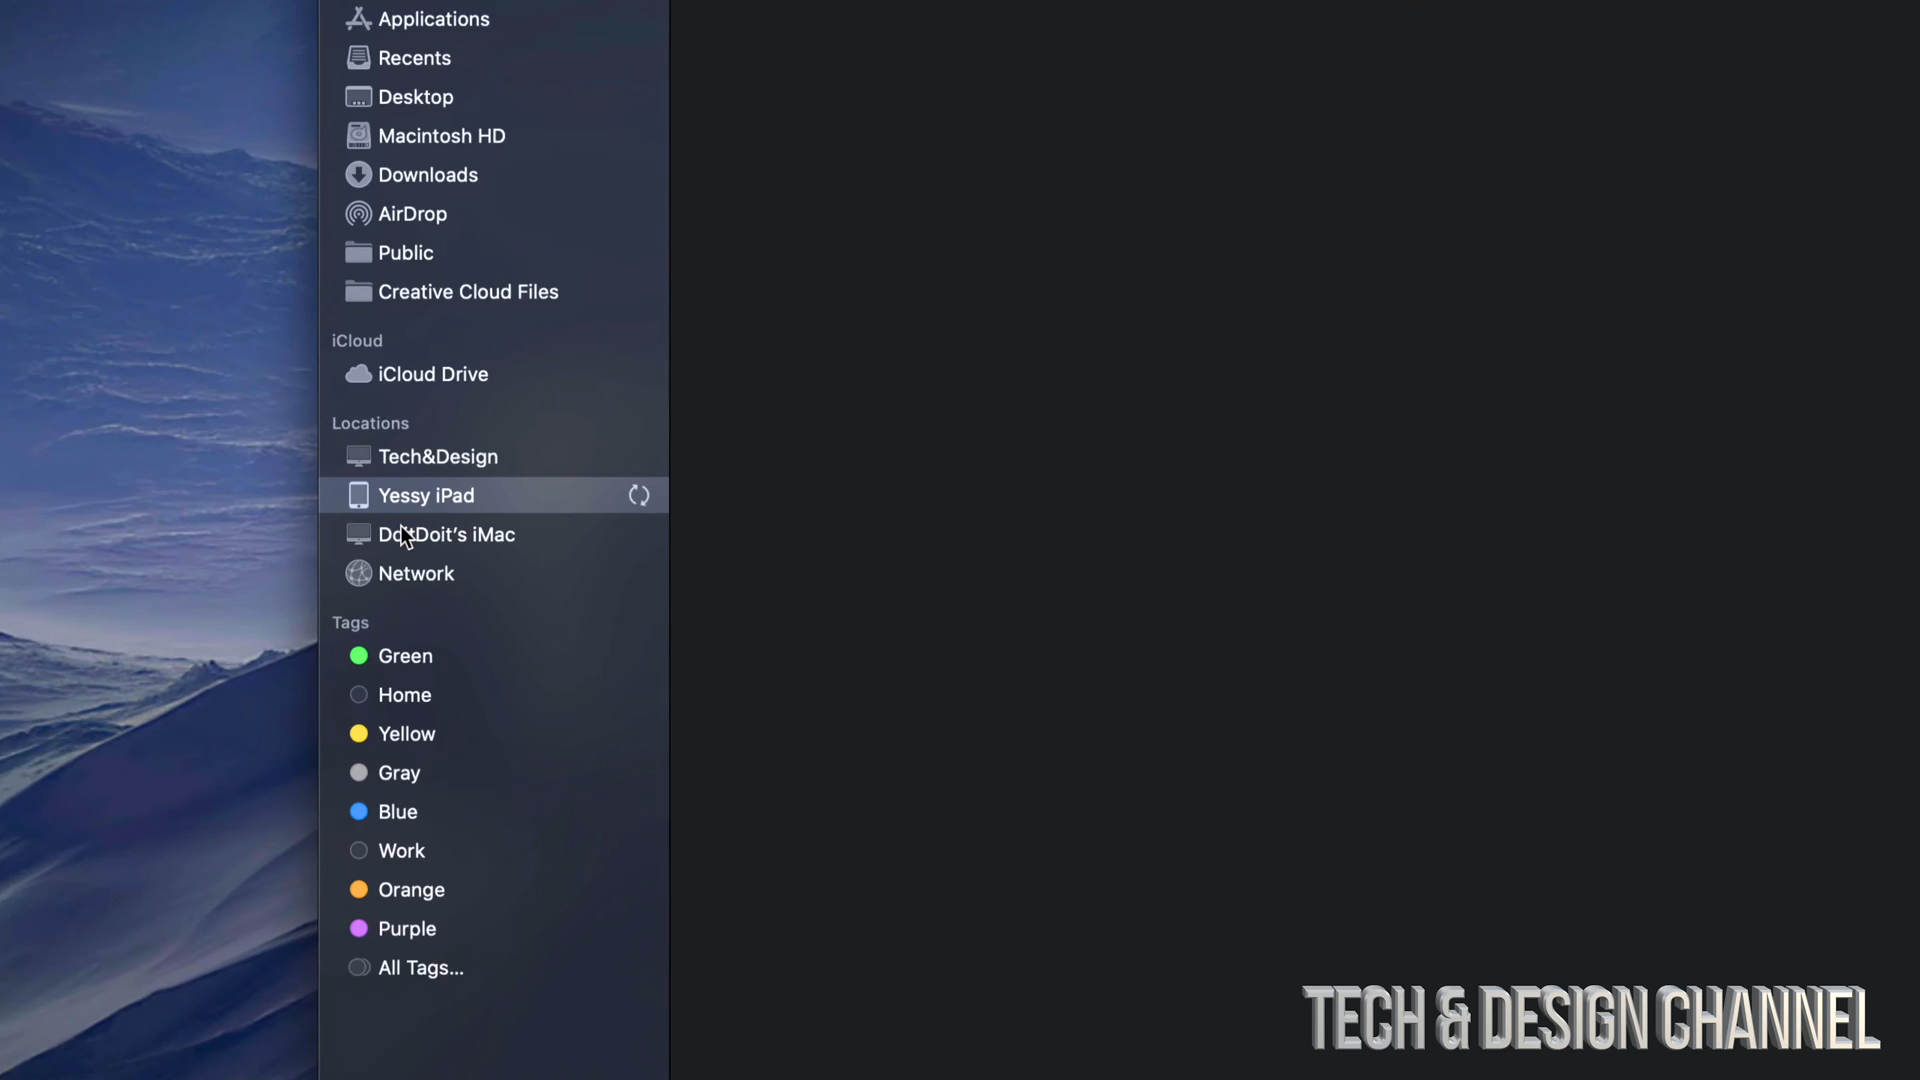 Applications
Recents
Desktop
Macintosh HD
Downloads
AirDrop
Public
Creative Cloud Files
iCloud
iCloud Drive
Locations
Tech&Design
Yessy iPad
DoitDoit’s iMac
Network
Tags
Green
Home
Yellow
Gray
Blue
Work
Orange
Purple
All Tags...
TECH & DESIGN CHANNEL